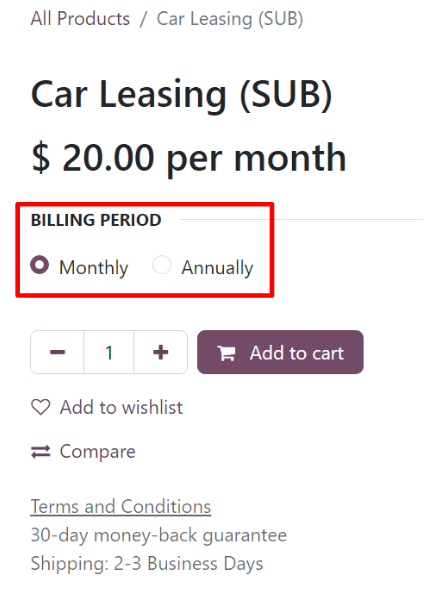 All Products / Car Leasing (SUB)
Car Leasing (SUB)
$ 20.00 per month
BILLING PERIOD
Monthly Annually
1 Add to cart
Add to wishlist
Compare
Terms and Conditions
30-day money-back guarantee
Shipping: 2-3 Business Days